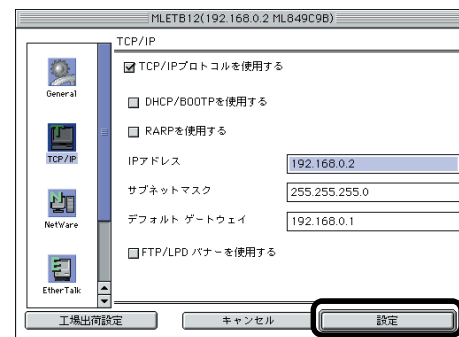 MLETB12(192.168.0.2 ML849C9B)
TCP/IP
General
TCP/IP
NetWare
EtherTalk
TCP/IPプロトコルを使用する
DHCP/BOOTPを使用する
RARPを使用する
IPアドレス 192.168.0.2
サブネットマスク 255.255.255.0
デフォルト ゲートウェイ 192.168.0.1
FTP/LPD バナーを使用する
工場出荷設定 キャンセル 設定